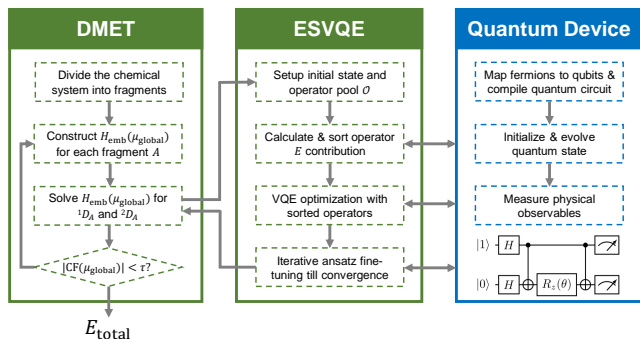 DMET
Divide the chemical
system into fragments
Construct H_emb(μ_global)
for each fragment A
Solve H_emb(μ_global) for
¹D_A and ²D_A
|CF(μ_global)| < τ?
E_total
ESVQE
Setup initial state and
operator pool 𝒪
Calculate & sort operator
E contribution
VQE optimization with
sorted operators
Iterative ansatz fine-
tuning till convergence
Quantum Device
Map fermions to qubits &
compile quantum circuit
Initialize & evolve
quantum state
Measure physical
observables
|1⟩ H
|0⟩ H R_z(θ)